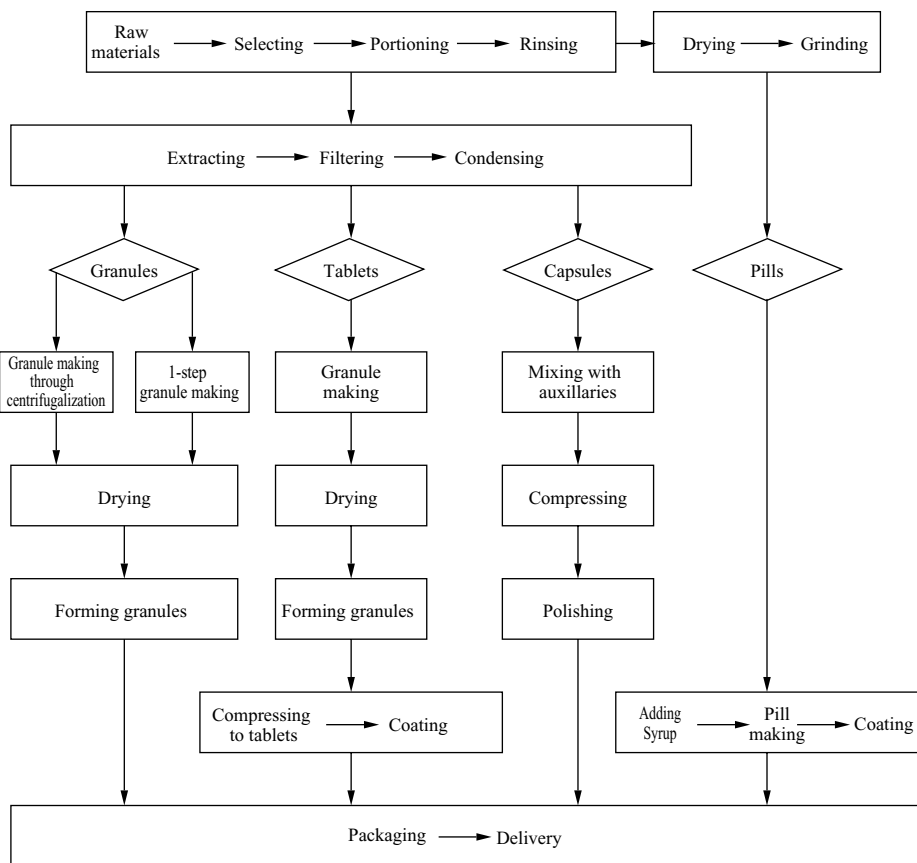 Raw
materials
Selecting
Portioning
Rinsing
Drying
Grinding
Extracting
Filtering
Condensing
Granules
Tablets
Capsules
Pills
Granule making
through
centrifugalization
1-step
granule making
Granule
making
Mixing with
auxillaries
Drying
Drying
Compressing
Forming granules
Forming granules
Polishing
Compressing
to tablets
Coating
Adding
Syrup
Pill
making
Coating
Packaging
Delivery